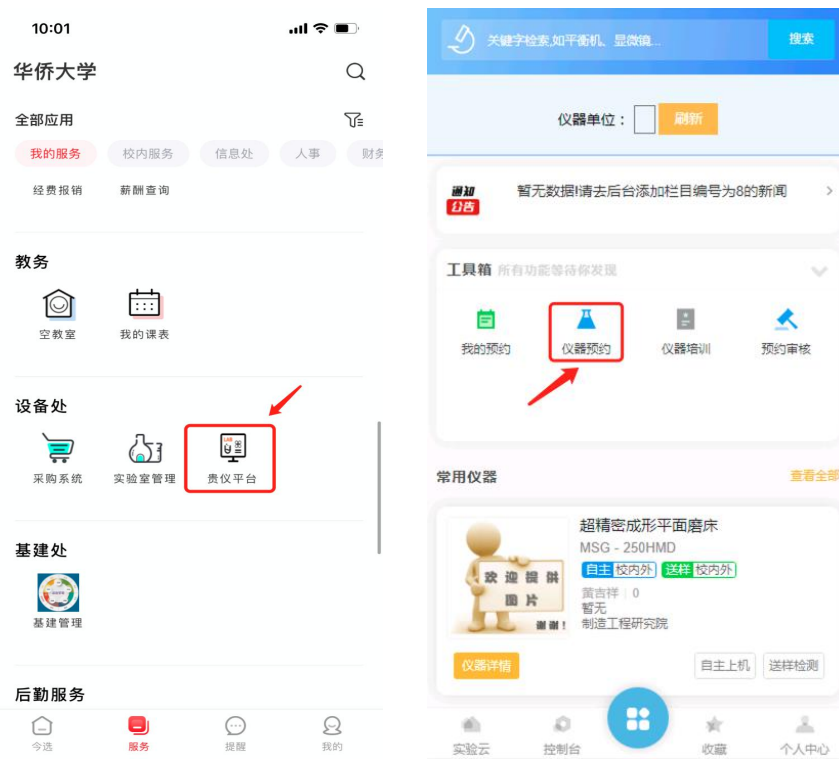 10:01
华侨大学
全部应用
我的服务 校内服务 信息处 人事 财务
经费报销 薪酬查询
教务
空教室 我的课表
设备处
LAB
采购系统 实验室管理 贵仪平台
基建处
基建管理
后勤服务
今选 服务 提醒 我的
关键字检索,如平衡机、显微镜... 搜索
仪器单位： 刷新
通知
公告
暂无数据!请去后台添加栏目编号为8的新闻
工具箱 所有功能等待你发现
我的预约 仪器预约 仪器培训 预约审核
常用仪器 查看全部
欢迎提供
图片
谢谢！
超精密成形平面磨床
MSG - 250HMD
自主 校内外 送样 校内外
黄吉祥 0
暂无
制造工程研究院
仪器详情 自主上机 送样检测
实验云 控制台 收藏 个人中心